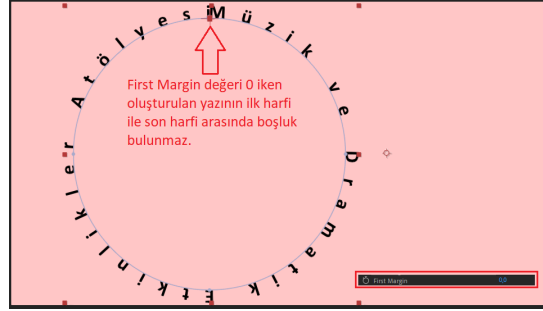 Müzik ve Dramatik Etkinlikler Atölyesi
First Margin değeri 0 iken
oluşturulan yazının ilk harfi
ile son harfi arasında boşluk
bulunmaz.
First Margin 0,0